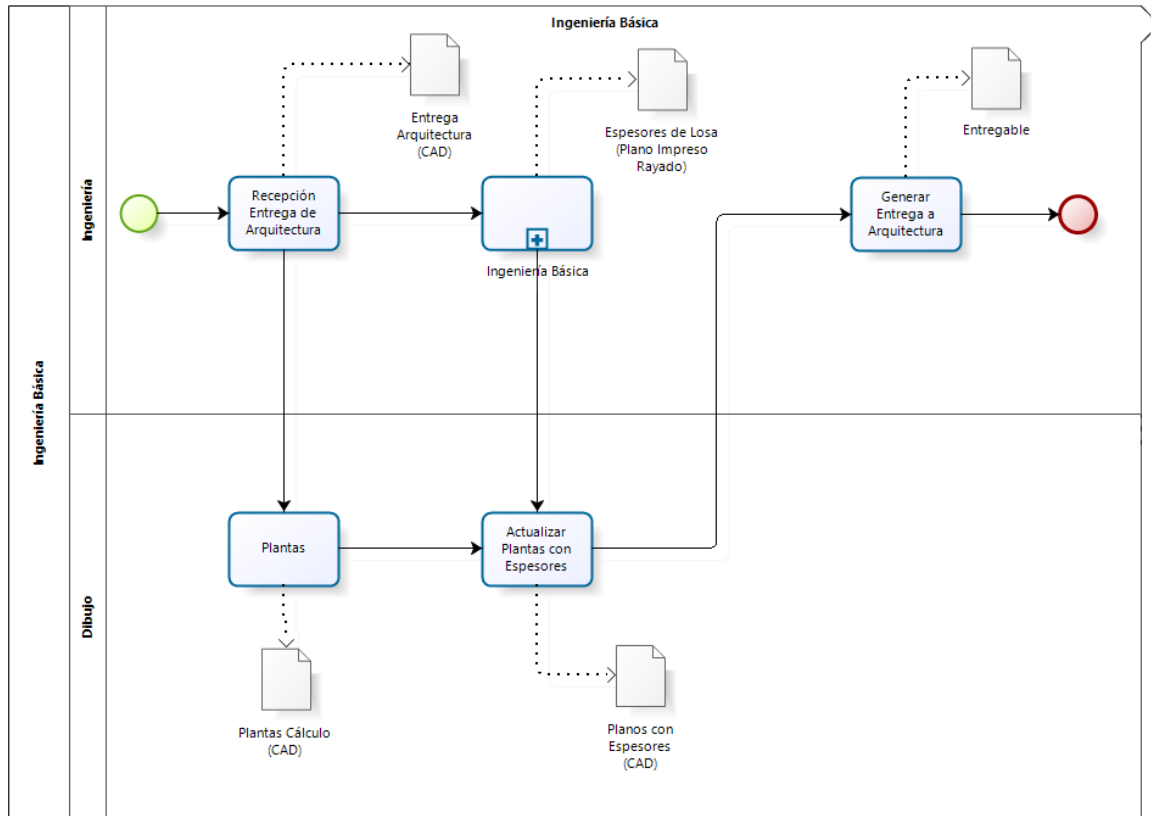 Ingeniería Básica
Ingeniería Básica
Ingeniería
Entrega
Arquitectura
(CAD)
Espesores de Losa
(Plano Impreso
Rayado)
Entregable
Recepción
Entrega de
Arquitectura
Ingeniería Básica
Generar
Entrega a
Arquitectura
Dibujo
Plantas
Actualizar
Plantas con
Espesores
Plantas Cálculo
(CAD)
Planos con
Espesores
(CAD)